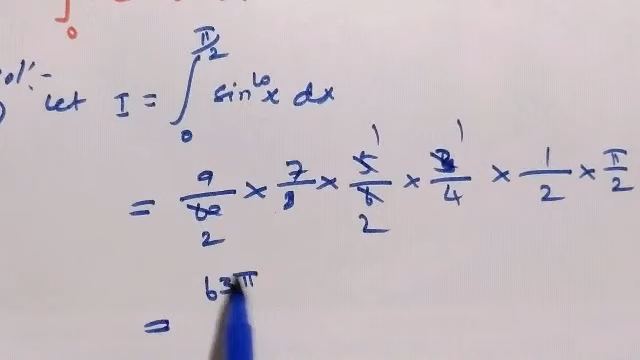 ∫₀
Sol:- Let I = ∫₀^{π/2} sin¹⁰x dx
= 9/10 2 × 7/8 × 5 1/6 2 × 3 1/4 × 1/2 × π/2
= 63π